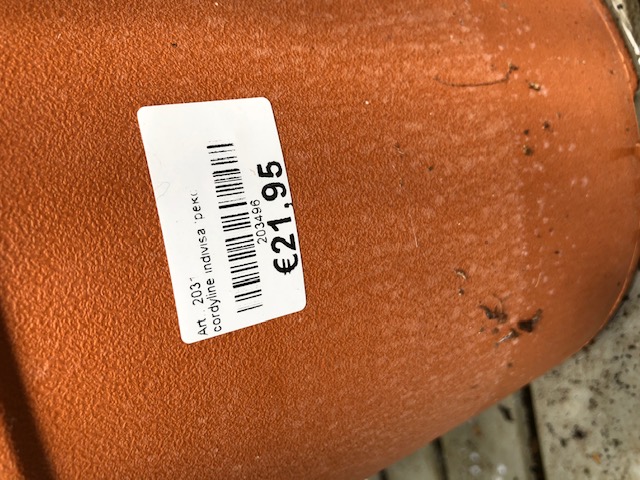 Art. 203
cordyline indivisa
203496
€21,95